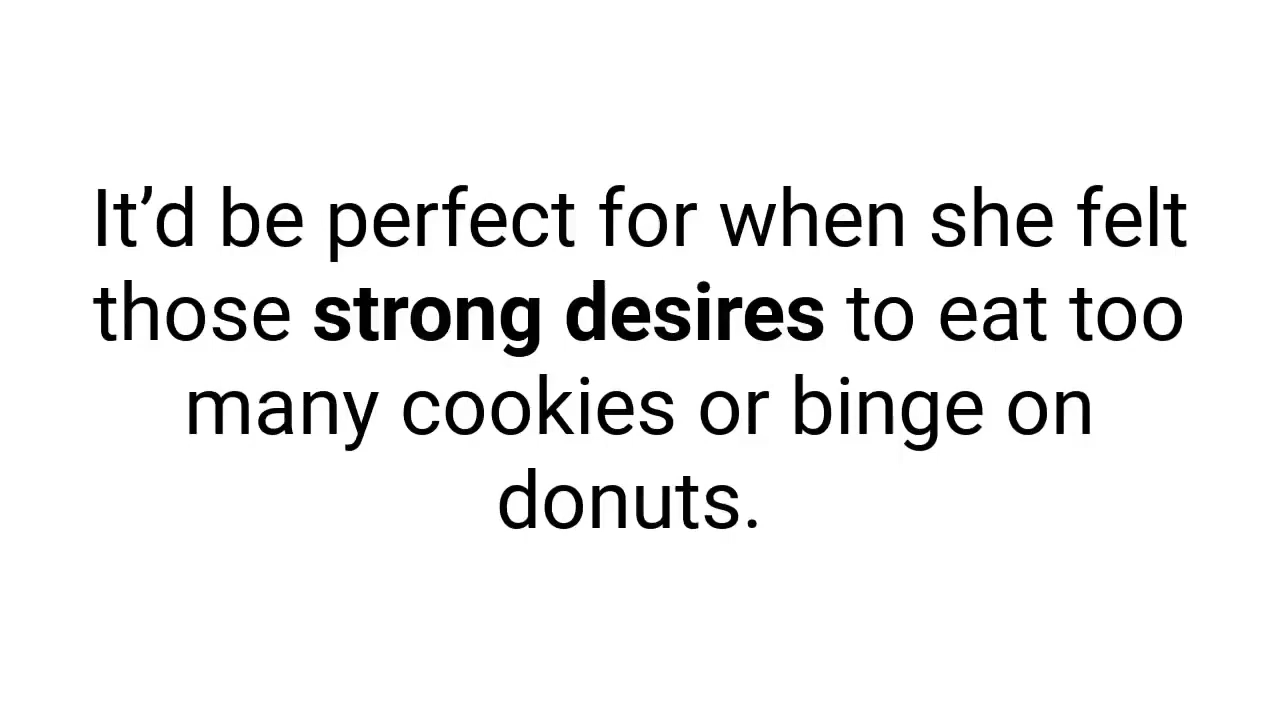 It’d be perfect for when she felt
those strong desires to eat too
many cookies or binge on
donuts.